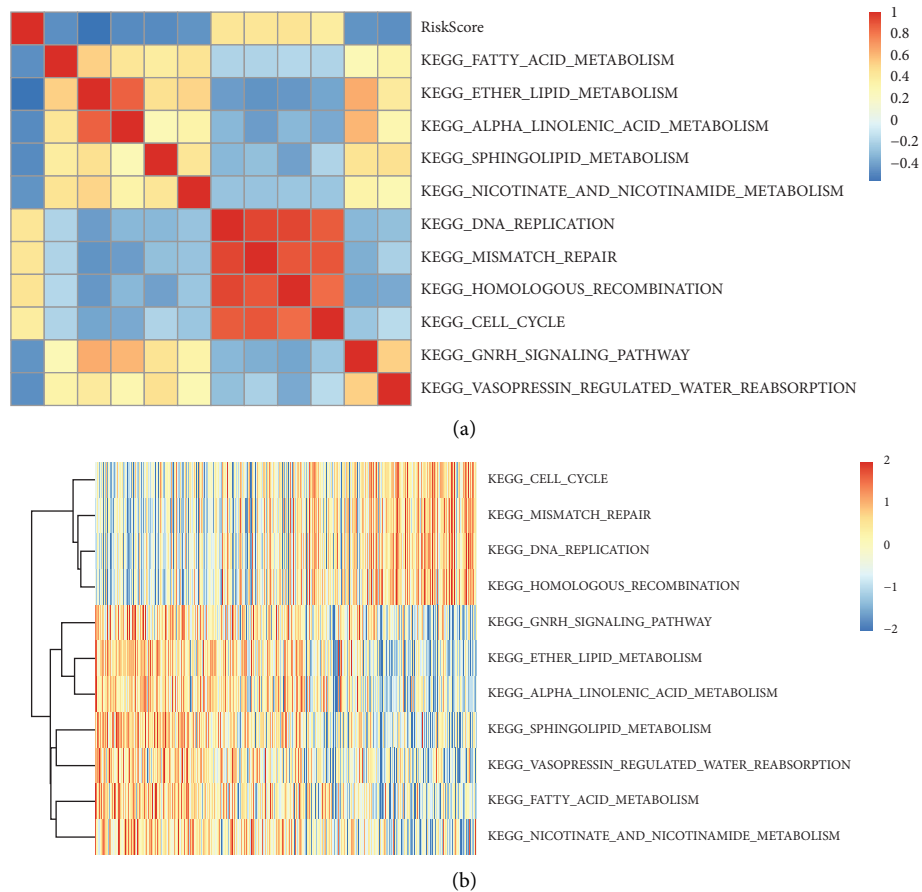 RiskScore
KEGG_FATTY_ACID_METABOLISM
KEGG_ETHER_LIPID_METABOLISM
KEGG_ALPHA_LINOLENIC_ACID_METABOLISM
KEGG_SPHINGOLIPID_METABOLISM
KEGG_NICOTINATE_AND_NICOTINAMIDE_METABOLISM
KEGG_DNA_REPLICATION
KEGG_MISMATCH_REPAIR
KEGG_HOMOLOGOUS_RECOMBINATION
KEGG_CELL_CYCLE
KEGG_GNRH_SIGNALING_PATHWAY
KEGG_VASOPRESSIN_REGULATED_WATER_REABSORPTION
1
0.8
0.6
0.4
0.2
0
−0.2
−0.4
(a)
KEGG_CELL_CYCLE
KEGG_MISMATCH_REPAIR
KEGG_DNA_REPLICATION
KEGG_HOMOLOGOUS_RECOMBINATION
KEGG_GNRH_SIGNALING_PATHWAY
KEGG_ETHER_LIPID_METABOLISM
KEGG_ALPHA_LINOLENIC_ACID_METABOLISM
KEGG_SPHINGOLIPID_METABOLISM
KEGG_VASOPRESSIN_REGULATED_WATER_REABSORPTION
KEGG_FATTY_ACID_METABOLISM
KEGG_NICOTINATE_AND_NICOTINAMIDE_METABOLISM
2
1
0
−1
−2
(b)